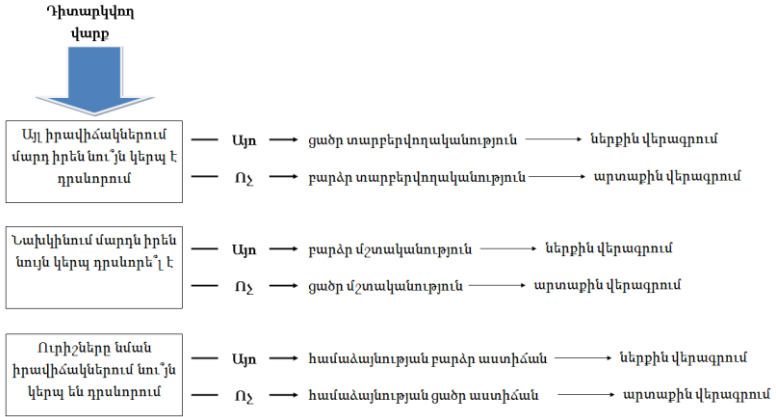 Դիտարկվող
վարք
Այլ իրավիճակներում
մարդ իրեն նու՞յն կերպ է
դրսևորում
Այո ցածր տարբերվողականություն ներքին վերագրում
Ոչ բարձր տարբերվողականություն արտաքին վերագրում
Նախկինում մարդն իրեն
նույն կերպ դրսևորե՞լ է
Այո բարձր մշտականություն ներքին վերագրում
Ոչ ցածր մշտականություն արտաքին վերագրում
Ուրիշները նման
իրավիճակներում նու՞յն
կերպ են դրսևորում
Այո համաձայնության բարձր աստիճան ներքին վերագրում
Ոչ համաձայնության ցածր աստիճան արտաքին վերագրում